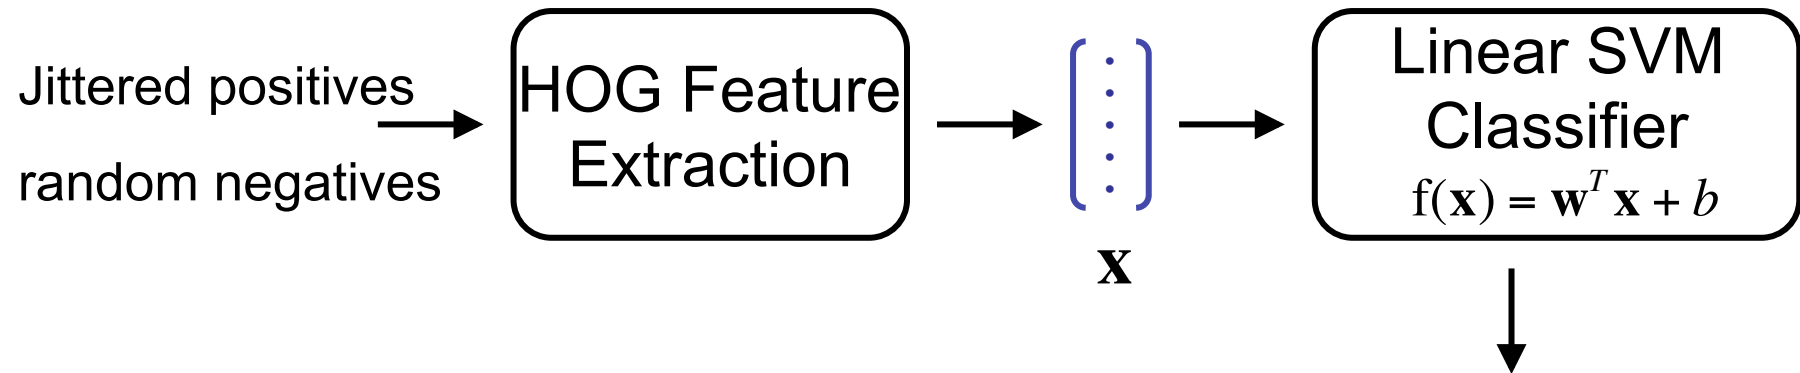 Jittered positives
random negatives
HOG Feature
Extraction
x
Linear SVM
Classifier
f(x) = w^T x + b